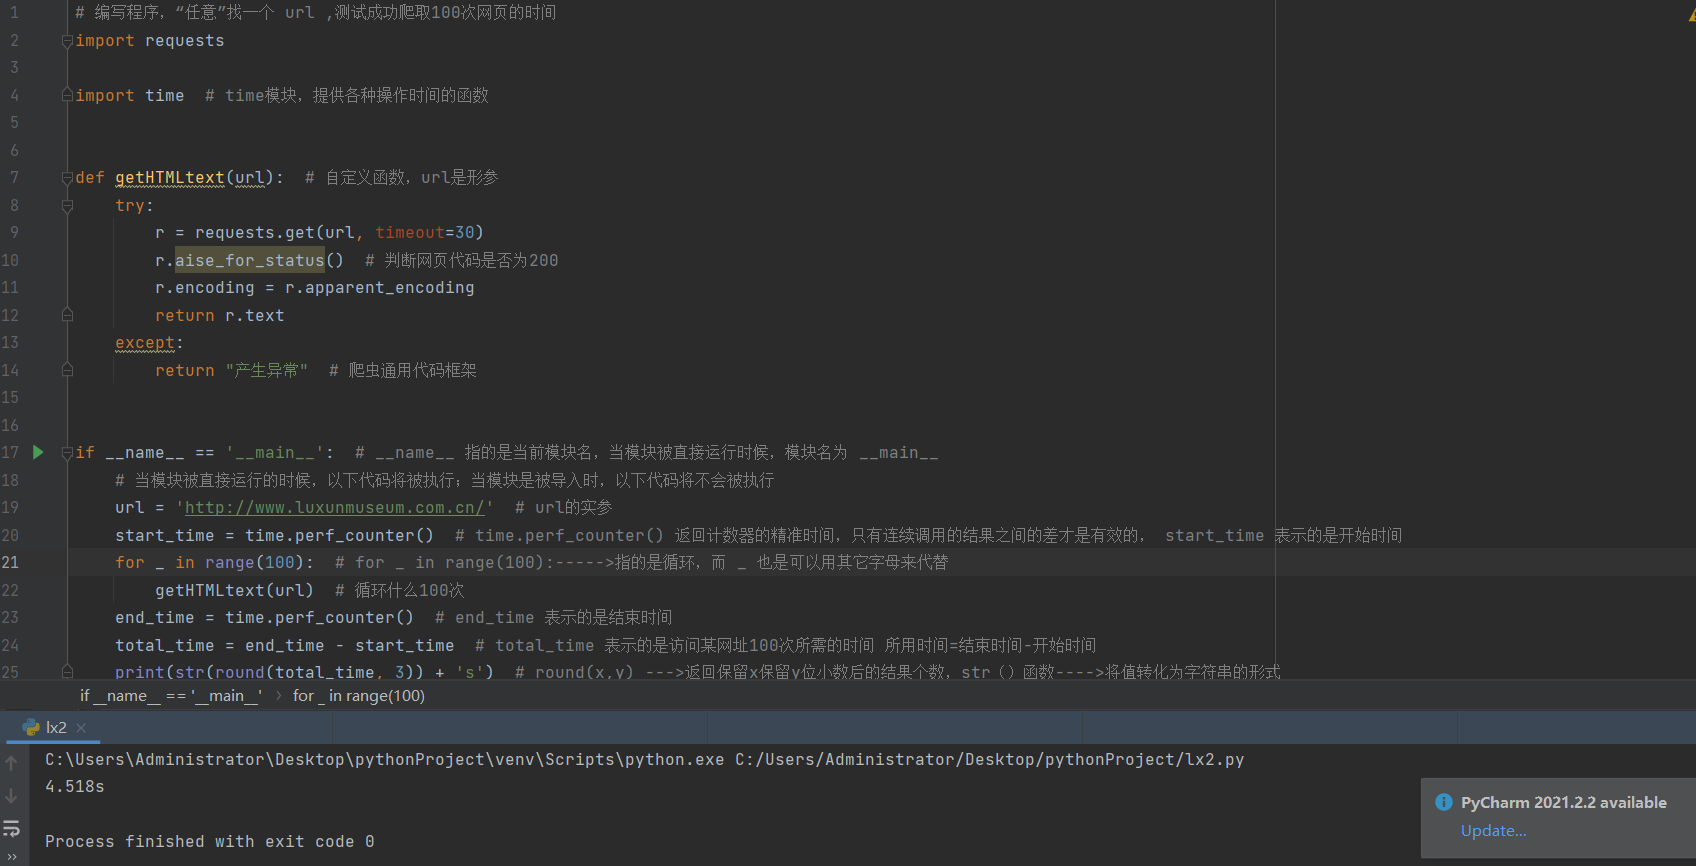 1 # 编写程序，“任意”找一个 url ,测试成功爬取100次网页的时间
2 import requests
3
4 import time  # time模块，提供各种操作时间的函数
5
6
7 def getHTMLtext(url):  # 自定义函数，url是形参
8     try:
9         r = requests.get(url, timeout=30)
10         r.aise_for_status()  # 判断网页代码是否为200
11         r.encoding = r.apparent_encoding
12         return r.text
13     except:
14         return "产生异常"  # 爬虫通用代码框架
15
16
17 if __name__ == '__main__':  # __name__ 指的是当前模块名，当模块被直接运行时候，模块名为 __main__
18     # 当模块被直接运行的时候，以下代码将被执行；当模块是被导入时，以下代码将不会被执行
19     url = 'http://www.luxunmuseum.com.cn/'  # url的实参
20     start_time = time.perf_counter()  # time.perf_counter() 返回计数器的精准时间，只有连续调用的结果之间的差才是有效的， start_time 表示的是开始时间
21     for _ in range(100):  # for _ in range(100):----->指的是循环，而 _ 也是可以用其它字母来代替
22         getHTMLtext(url)  # 循环什么100次
23     end_time = time.perf_counter()  # end_time 表示的是结束时间
24     total_time = end_time - start_time  # total_time 表示的是访问某网址100次所需的时间 所用时间=结束时间-开始时间
25     print(str(round(total_time, 3)) + 's')  # round(x,y) --->返回保留x保留y位小数后的结果个数，str（）函数---->将值转化为字符串的形式
if __name__ == '__main__' › for _ in range(100)
lx2 ×
C:\Users\Administrator\Desktop\pythonProject\venv\Scripts\python.exe C:/Users/Administrator/Desktop/pythonProject/lx2.py
4.518s
PyCharm 2021.2.2 available
Update...
Process finished with exit code 0